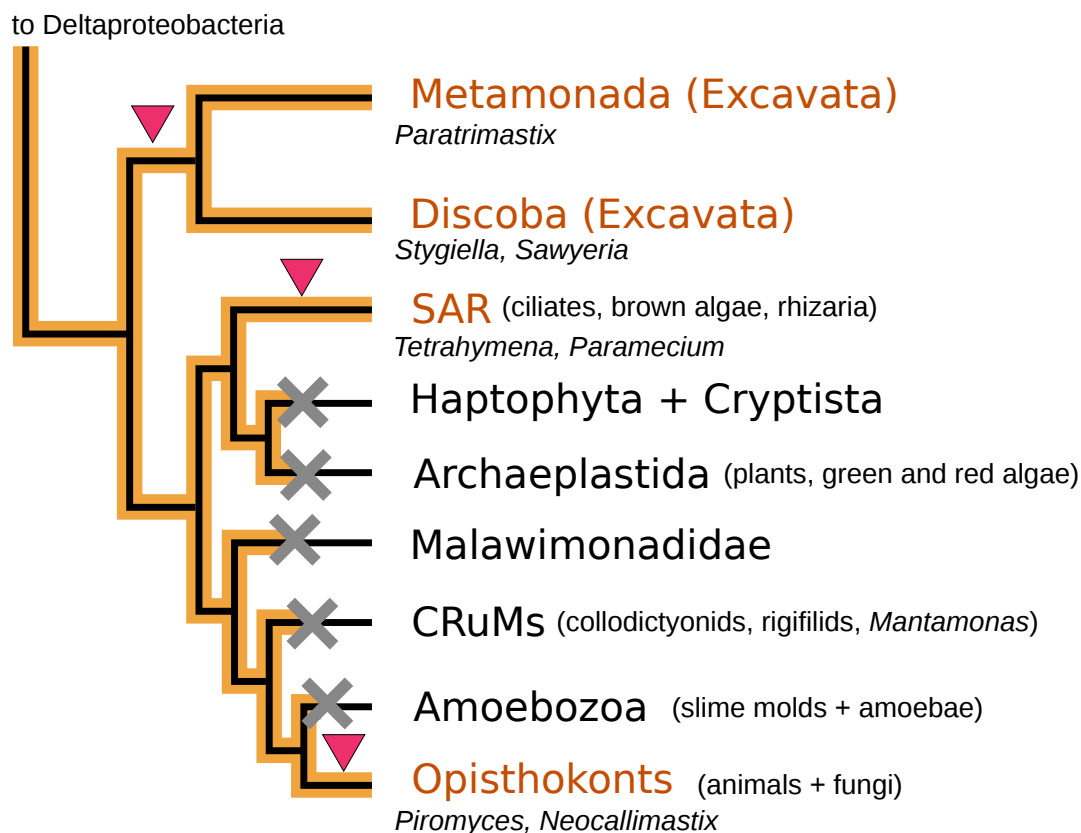 to Deltaproteobacteria
Metamonada (Excavata)
Paratrimastix
Discoba (Excavata)
Stygiella, Sawyeria
SAR (ciliates, brown algae, rhizaria)
Tetrahymena, Paramecium
Haptophyta + Cryptista
Archaeplastida (plants, green and red algae)
Malawimonadidae
CRuMs (collodictyonids, rigifilids, Mantamonas)
Amoebozoa (slime molds + amoebae)
Opisthokonts (animals + fungi)
Piromyces, Neocallimastix